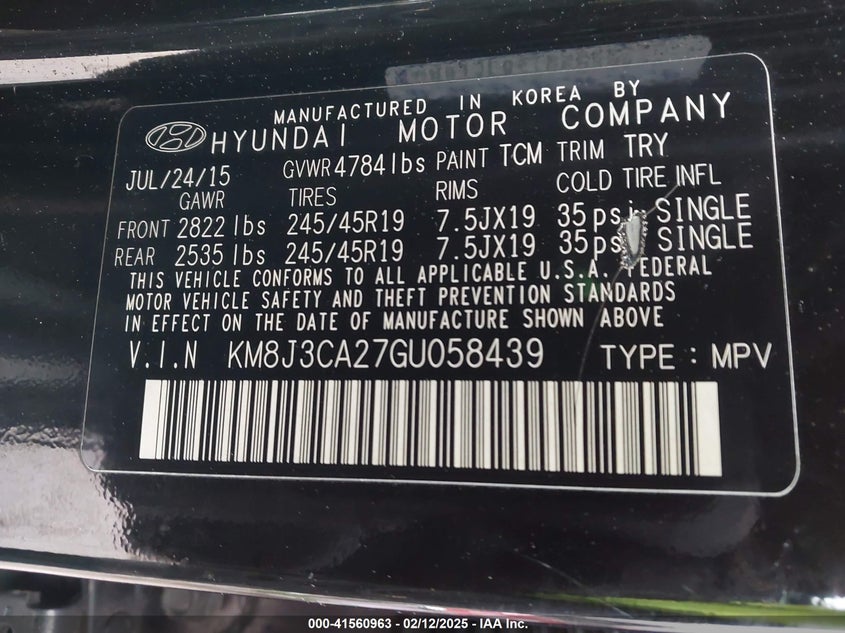 MANUFACTURED IN KOREA BY
HYUNDAI MOTOR COMPANY
JUL/24/15 GVWR 4784lbs PAINT TCM TRIM TRY
GAWR TIRES RIMS COLD TIRE INFL
FRONT 2822 lbs 245/45R19 7.5JX19 35 psi SINGLE
REAR 2535 lbs 245/45R19 7.5JX19 35 psi SINGLE
THIS VEHICLE CONFORMS TO ALL APPLICABLE U.S.A. FEDERAL
MOTOR VEHICLE SAFETY AND THEFT PREVENTION STANDARDS
IN EFFECT ON THE DATE OF MANUFACTURE SHOWN ABOVE
V.I.N KM8J3CA27GU058439 TYPE : MPV
000-41560963 - 02/12/2025 - IAA Inc.